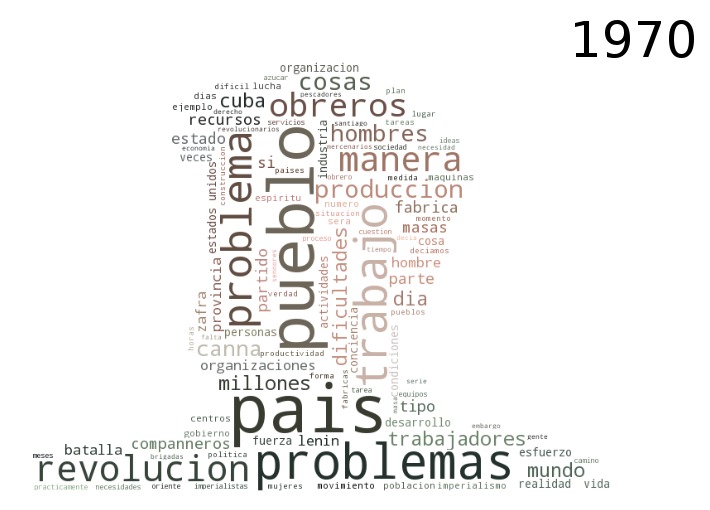 1970
organizacion
azucar
dificil lucha cosas
dias pescadores plan
cuba obreros
ejemplo derecho lugar
recursos servicios santiago tareas
revolucionarios hombres
estado industria ideas
economia mercenarios sociedad necesidad
veces si manera
construccion paises obrero medida maquinas
estados unidos problema pueblo produccion
espiritu numero fabrica
situacion momento
sera trabajo masas
cuestion decia cosa
proceso tiempo deciamos
partido dificultades hombre
provincia parte
actividades
zafra verdad dia
pueblos
horas falta personas conciencia condiciones
canna productividad
organizaciones
millones forma serie
fabricas tarea equipos
pais masa tipo
centros desarrollo
gobierno embargo
companneros fuerza lenin trabajadores gente
batalla politica esfuerzo
meses brigadas camino
revolucion problemas mundo
practicamente necesidades oriente imperialistas mujeres movimiento poblacion imperialismo realidad vida